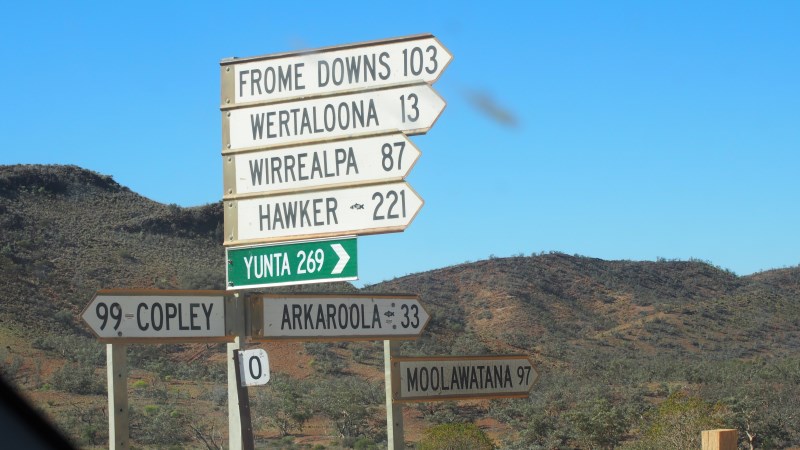 FROME DOWNS 103
WERTALOONA 13
WIRREALPA 87
HAWKER 221
YUNTA 269
99 COPLEY
ARKAROOLA 33
0
MOOLAWATANA 97